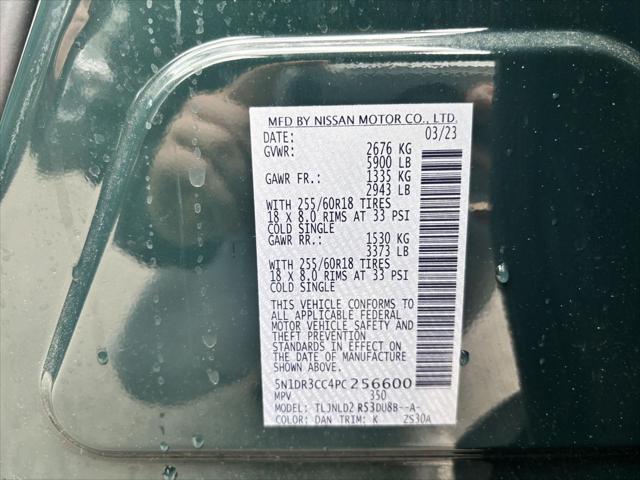 MFD BY NISSAN MOTOR CO., LTD.
DATE: 03/23
GVWR: 2676 KG
5900 LB
GAWR FR.: 1335 KG
2943 LB
WITH 255/60R18 TIRES
18 X 8.0 RIMS AT 33 PSI
COLD SINGLE
GAWR RR.: 1530 KG
3373 LB
WITH 255/60R18 TIRES
18 X 8.0 RIMS AT 33 PSI
COLD SINGLE
THIS VEHICLE CONFORMS TO
ALL APPLICABLE FEDERAL
MOTOR VEHICLE SAFETY AND
THEFT PREVENTION
STANDARDS IN EFFECT ON
THE DATE OF MANUFACTURE
SHOWN ABOVE.
5N1DR3CC4PC256600
MPV 350
MODEL: TLJNLD2 R53DU8B--A-
COLOR: DAN TRIM: K ZS30A